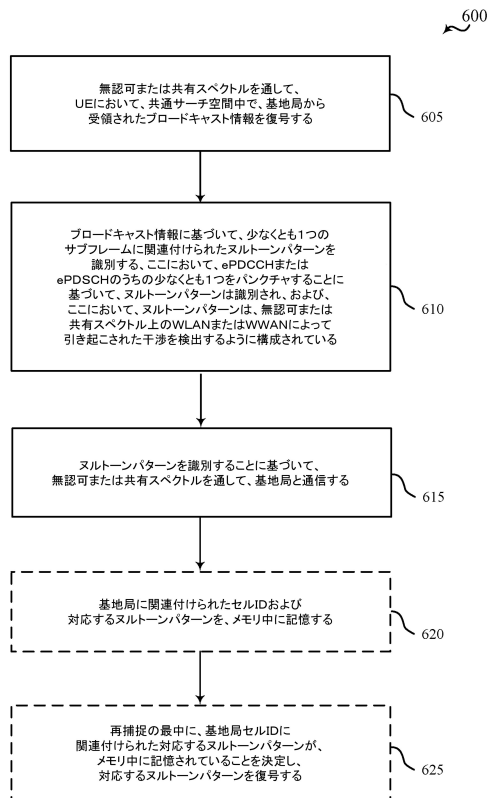 600
無認可または共有スペクトルを通して、
UEにおいて、共通サーチ空間中で、基地局から
受領されたブロードキャスト情報を復号する
605
ブロードキャスト情報に基づいて、少なくとも1つの
サブフレームに関連付けられたヌルトーンパターンを
識別する、ここにおいて、ePDCCHまたは
ePDSCHのうちの少なくとも1つをパンクチャすることに
基づいて、ヌルトーンパターンは識別され、および、
ここにおいて、ヌルトーンパターンは、無認可または
共有スペクトル上のWLANまたはWWANによって
引き起こされた干渉を検出するように構成されている
610
ヌルトーンパターンを識別することに基づいて、
無認可または共有スペクトルを通して、基地局と通信する
615
基地局に関連付けられたセルIDおよび
対応するヌルトーンパターンを、メモリ中に記憶する
620
再捕捉の最中に、基地局セルIDに
関連付けられた対応するヌルトーンパターンが、
メモリ中に記憶されていることを決定し、
対応するヌルトーンパターンを復号する
625